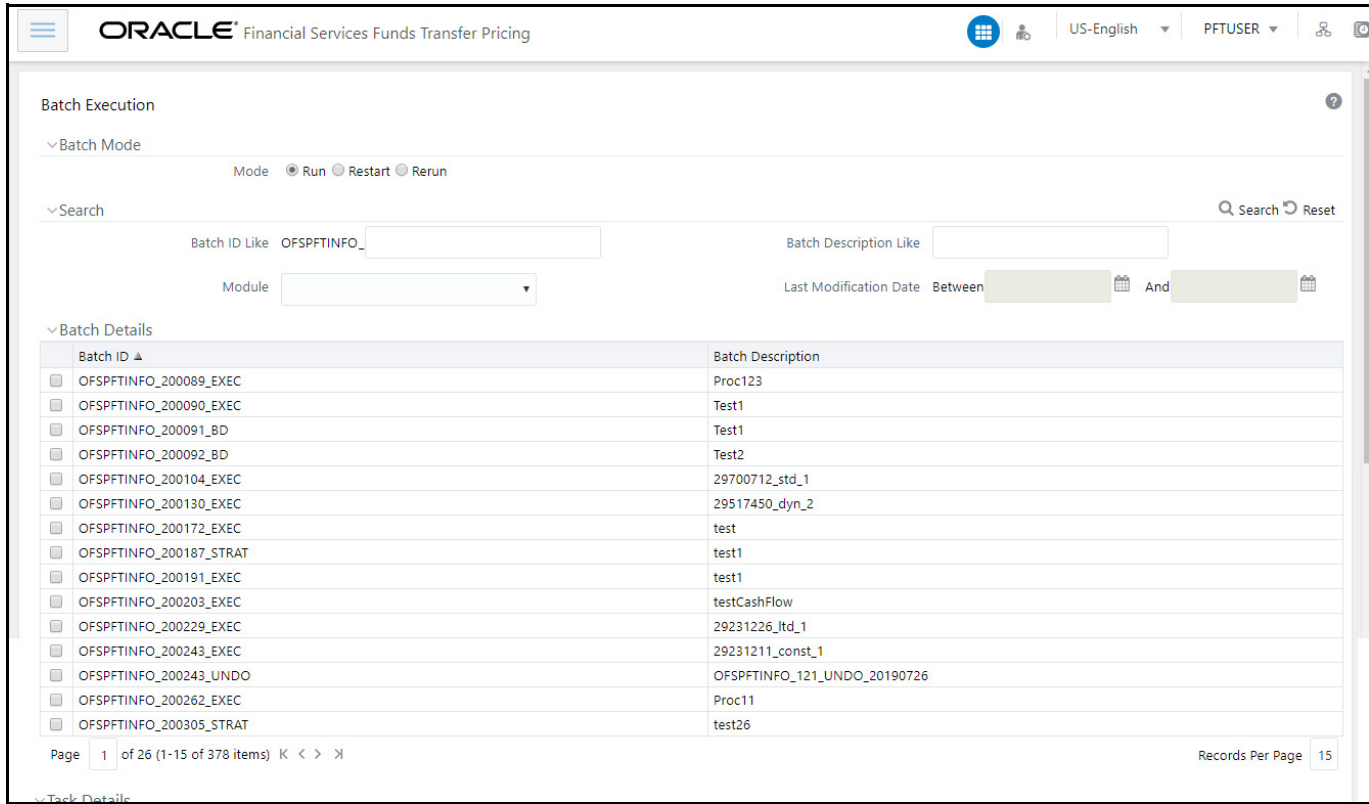 ORACLE® Financial Services Funds Transfer Pricing US-English PFTUSER
Batch Execution
Batch Mode
Mode Run Restart Rerun
Search Search Reset
Batch ID Like OFSPFTINFO_ Batch Description Like
Module Last Modification Date Between And
Batch Details
Batch ID Batch Description
OFSPFTINFO_200089_EXEC Proc123
OFSPFTINFO_200090_EXEC Test1
OFSPFTINFO_200091_BD Test1
OFSPFTINFO_200092_BD Test2
OFSPFTINFO_200104_EXEC 29700712_std_1
OFSPFTINFO_200130_EXEC 29517450_dyn_2
OFSPFTINFO_200172_EXEC test
OFSPFTINFO_200187_STRAT test1
OFSPFTINFO_200191_EXEC test1
OFSPFTINFO_200203_EXEC testCashFlow
OFSPFTINFO_200229_EXEC 29231226_ltd_1
OFSPFTINFO_200243_EXEC 29231211_const_1
OFSPFTINFO_200243_UNDO OFSPFTINFO_121_UNDO_20190726
OFSPFTINFO_200262_EXEC Proc11
OFSPFTINFO_200305_STRAT test26
Page 1 of 26 (1-15 of 378 items) Records Per Page 15
Task Details